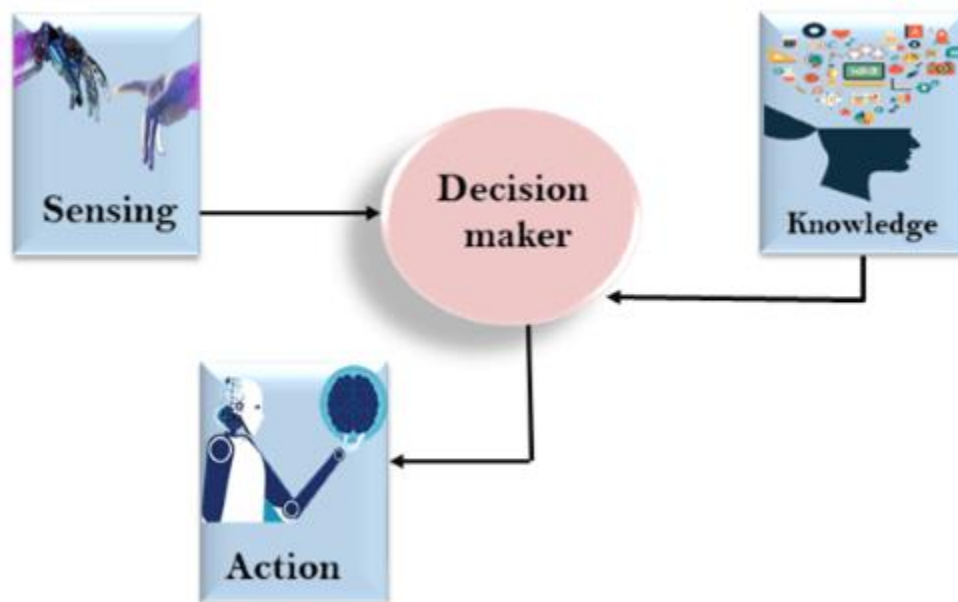 Sensing
Decision
maker
Knowledge
Action